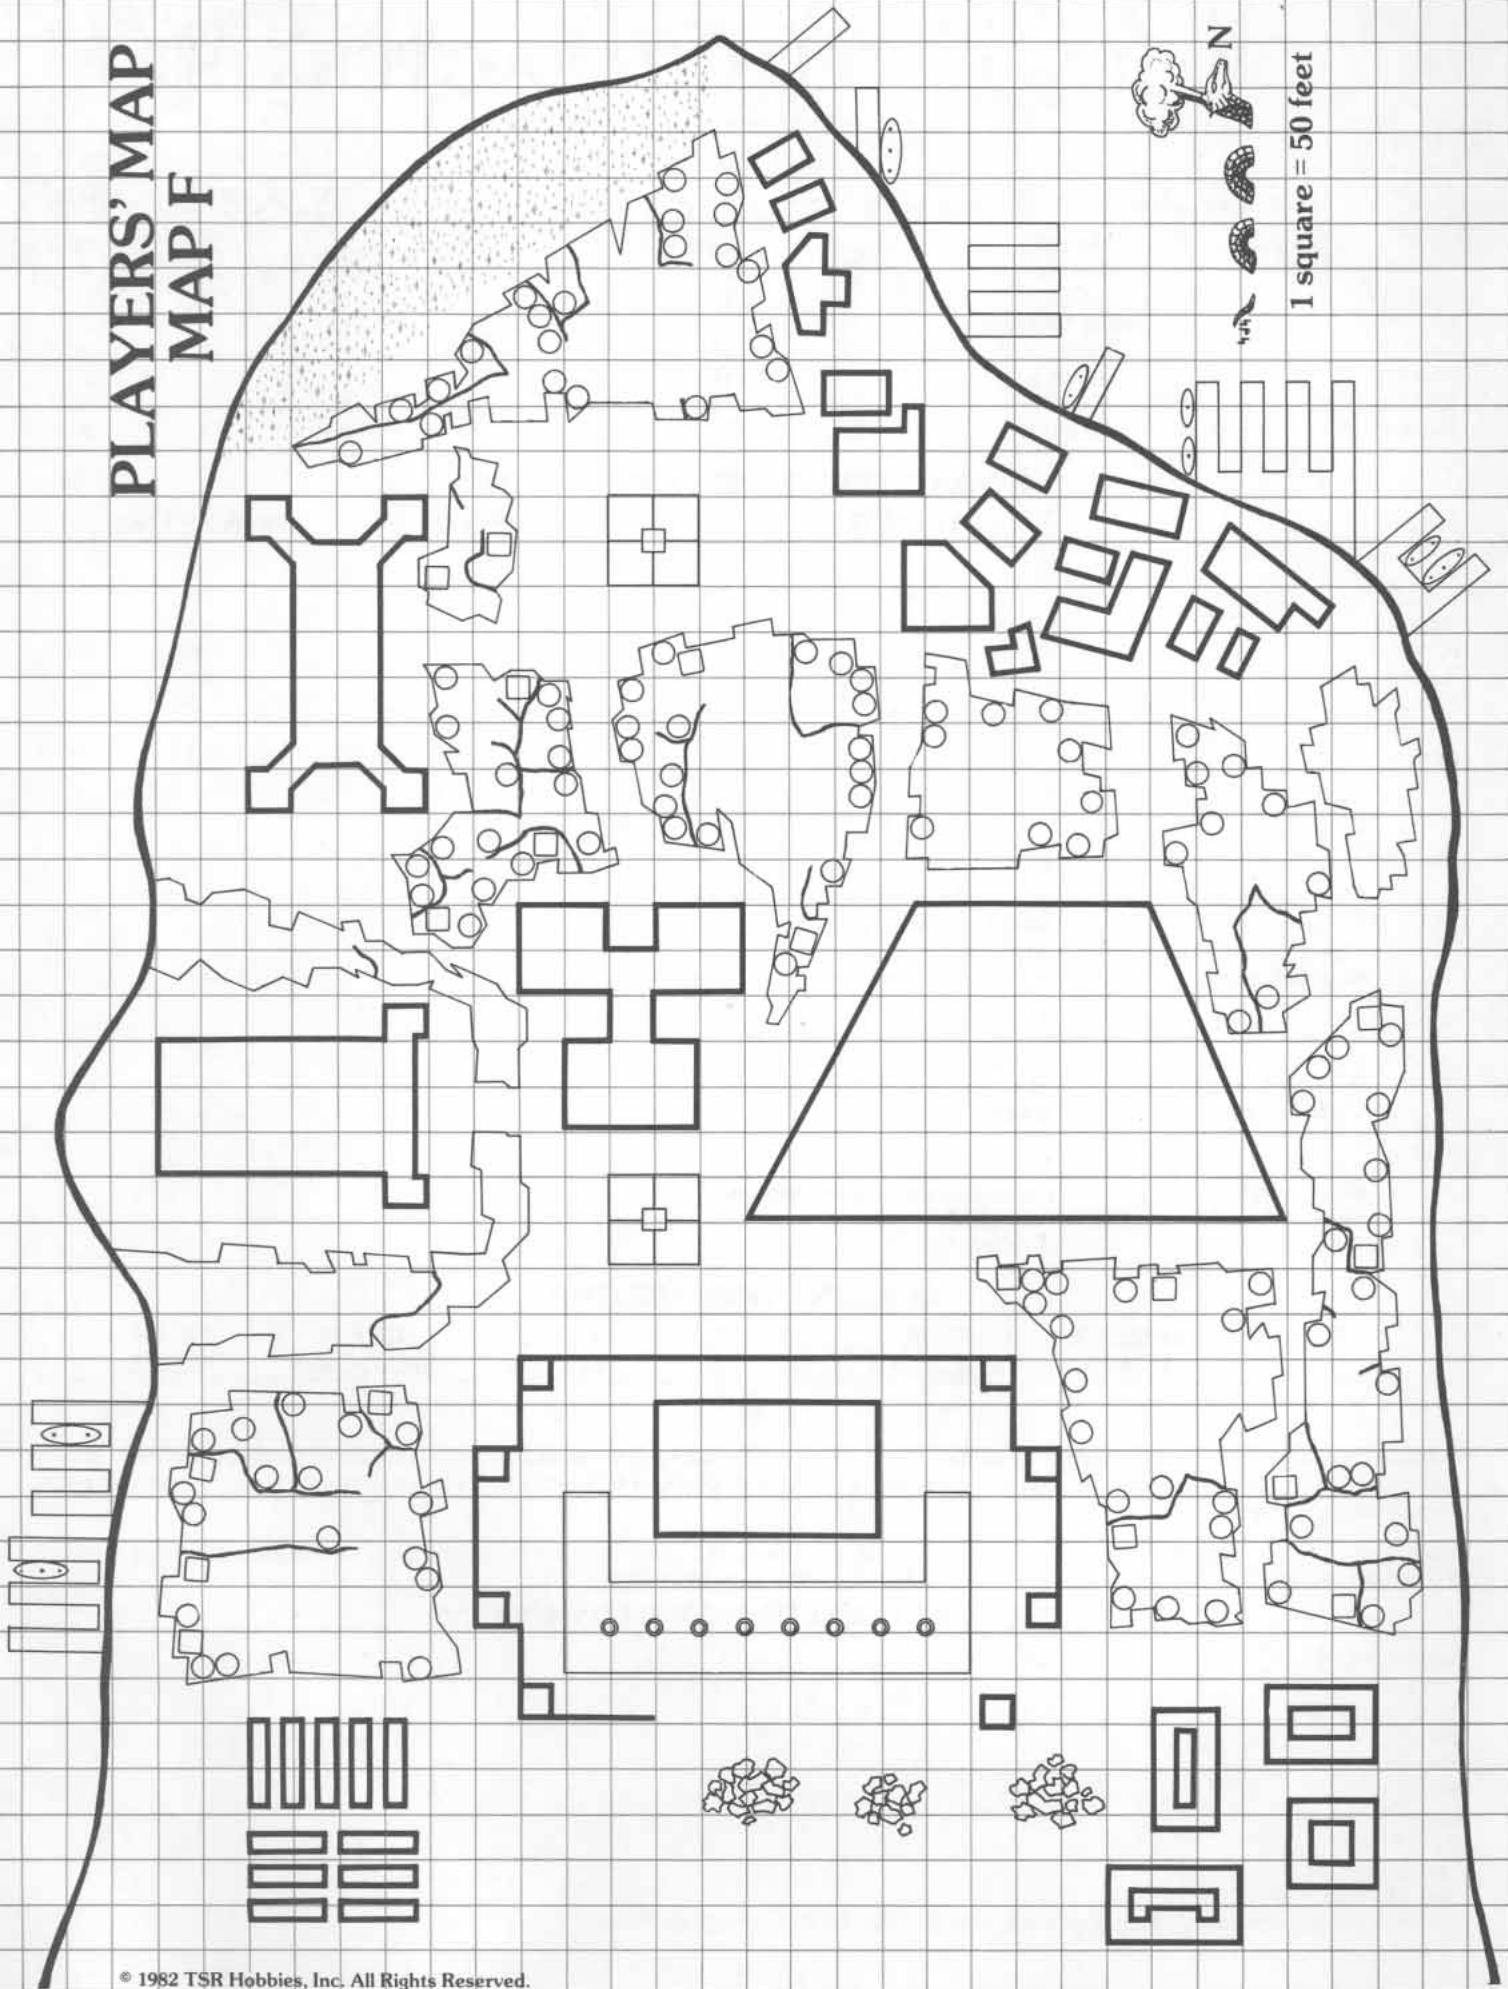 PLAYERS' MAP
MAP F
N
1 square = 50 feet
© 1982 TSR Hobbies, Inc. All Rights Reserved.